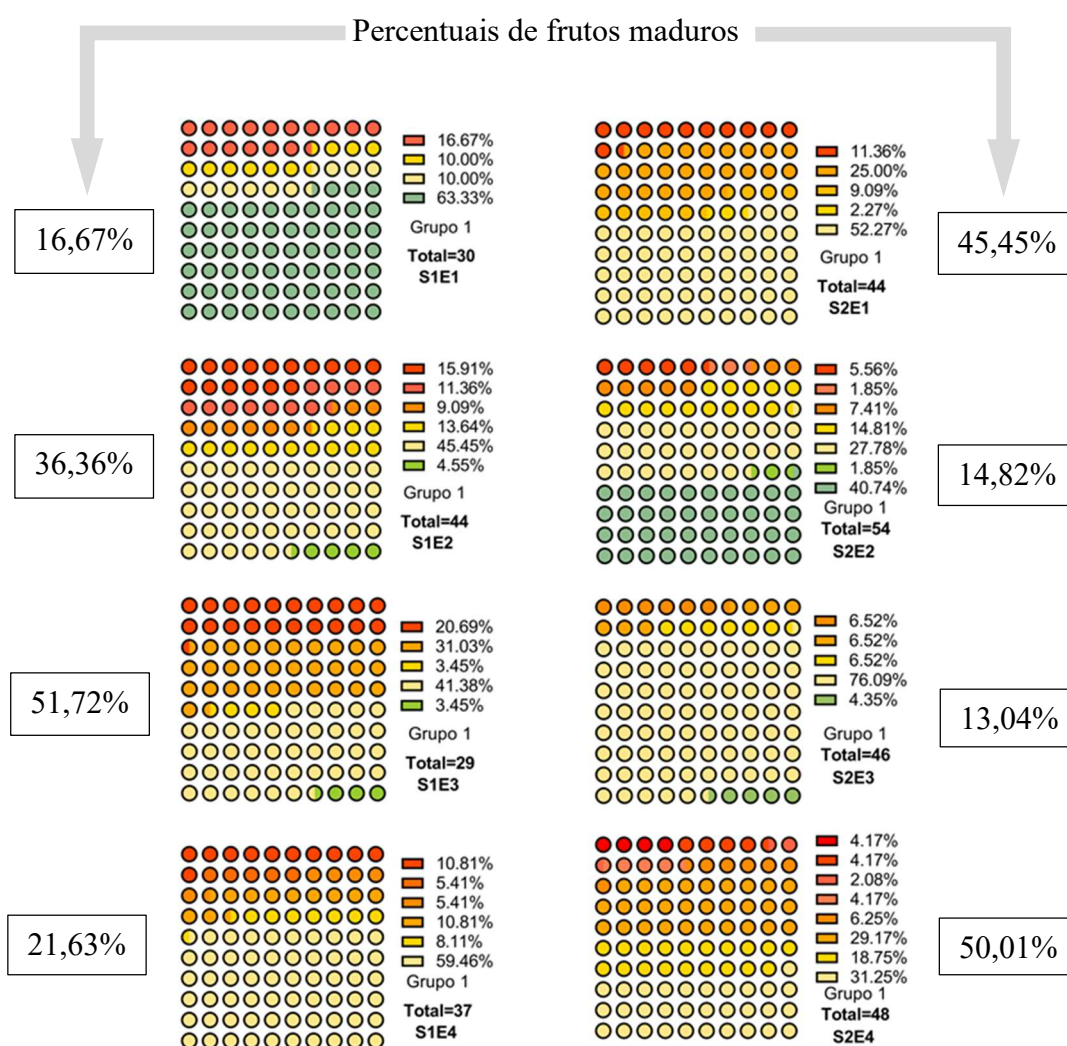 Percentuais de frutos maduros
16,67%
16.67%
10.00%
10.00%
63.33%
Grupo 1
Total=30
S1E1
11.36%
25.00%
9.09%
2.27%
52.27%
Grupo 1
Total=44
S2E1
45,45%
36,36%
15.91%
11.36%
9.09%
13.64%
45.45%
4.55%
Grupo 1
Total=44
S1E2
5.56%
1.85%
7.41%
14.81%
27.78%
1.85%
40.74%
Grupo 1
Total=54
S2E2
14,82%
51,72%
20.69%
31.03%
3.45%
41.38%
3.45%
Grupo 1
Total=29
S1E3
6.52%
6.52%
6.52%
76.09%
4.35%
Grupo 1
Total=46
S2E3
13,04%
21,63%
10.81%
5.41%
5.41%
10.81%
8.11%
59.46%
Grupo 1
Total=37
S1E4
4.17%
4.17%
2.08%
4.17%
6.25%
29.17%
18.75%
31.25%
Grupo 1
Total=48
S2E4
50,01%